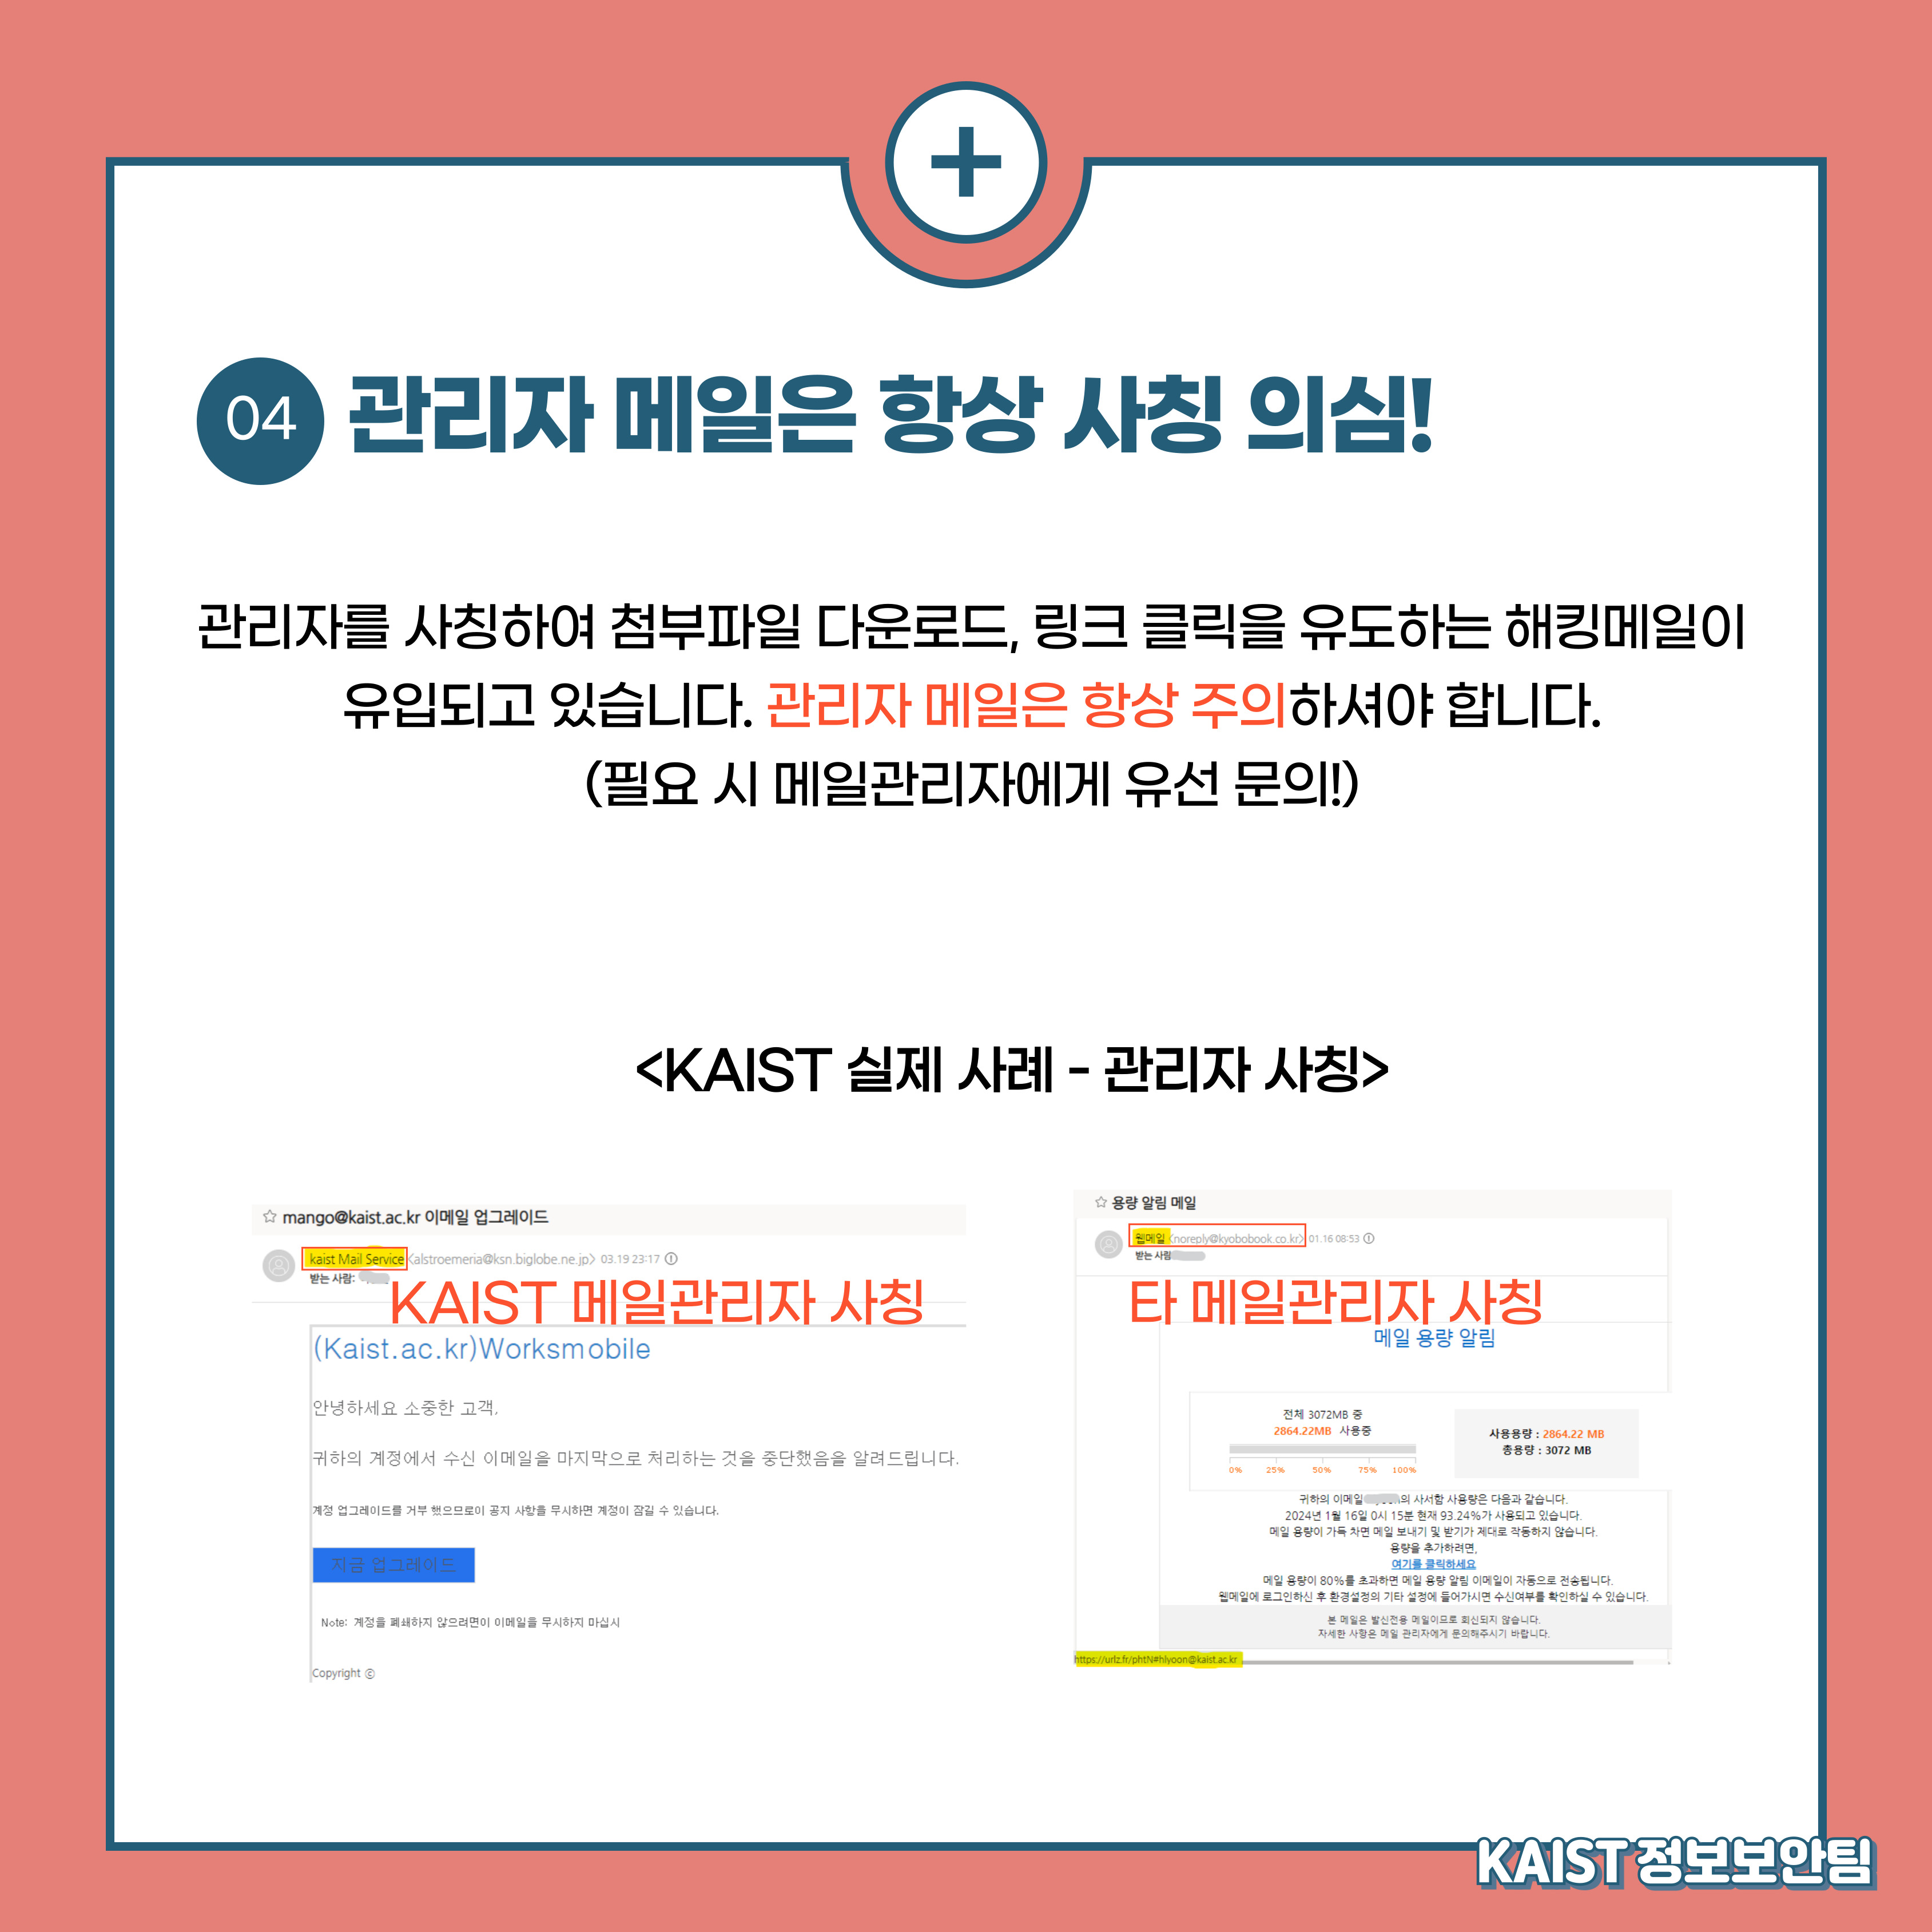 +
04 관리자 메일은 항상 사칭 의심!
관리자를 사칭하여 첨부파일 다운로드, 링크 클릭을 유도하는 해킹메일이
유입되고 있습니다. 관리자 메일은 항상 주의하셔야 합니다.
(필요 시 메일관리자에게 유선 문의!)
<KAIST 실제 사례 - 관리자 사칭>
☆ mango@kaist.ac.kr 이메일 업그레이드
kaist Mail Service <alstroemeria@ksn.biglobe.ne.jp> 03.19 23:17
받는 사람:
KAIST 메일관리자 사칭
(Kaist.ac.kr)Worksmobile
안녕하세요 소중한 고객,
귀하의 계정에서 수신 이메일을 마지막으로 처리하는 것을 중단했음을 알려드립니다.
계정 업그레이드를 거부 했으므로이 공지 사항을 무시하면 계정이 잠길 수 있습니다.
지금 업그레이드
Note: 계정을 폐쇄하지 않으려면이 이메일을 무시하지 마십시
Copyright ©
☆ 용량 알림 메일
웹메일 <noreply@kyobobook.co.kr> 01.16 08:53
받는 사람
타 메일관리자 사칭
메일 용량 알림
전체 3072MB 중
2864.22MB 사용중
0% 25% 50% 75% 100%
사용용량 : 2864.22 MB
총용량 : 3072 MB
귀하의 이메일 의 사서함 사용량은 다음과 같습니다.
2024년 1월 16일 0시 15분 현재 93.24%가 사용되고 있습니다.
메일 용량이 가득 차면 메일 보내기 및 받기가 제대로 작동하지 않습니다.
용량을 추가하려면,
여기를 클릭하세요
메일 용량이 80%를 초과하면 메일 용량 알림 이메일이 자동으로 전송됩니다.
웹메일에 로그인하신 후 환경설정의 기타 설정에 들어가시면 수신여부를 확인하실 수 있습니다.
본 메일은 발신전용 메일이므로 회신되지 않습니다.
자세한 사항은 메일 관리자에게 문의해주시기 바랍니다.
https://urlz.fr/phtN#hlyoon@kaist.ac.kr
KAIST 정보보안팀